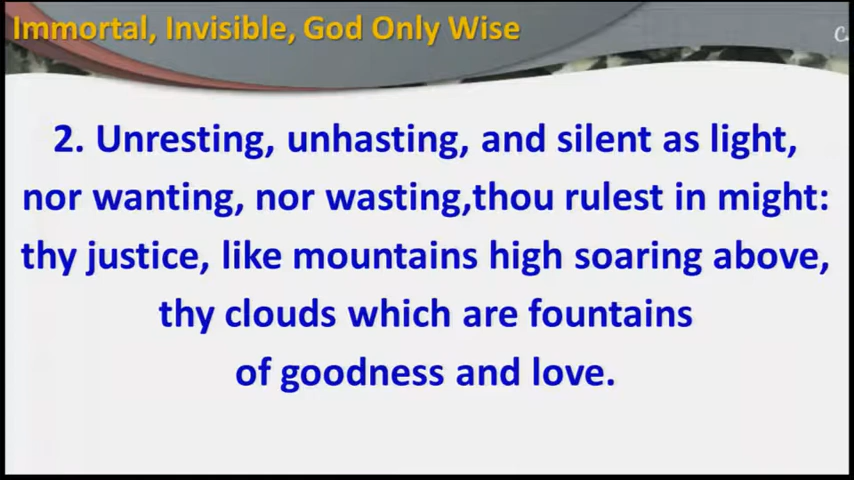 Immortal, Invisible, God Only Wise
2. Unresting, unhasting, and silent as light,
nor wanting, nor wasting,thou rulest in might:
thy justice, like mountains high soaring above,
thy clouds which are fountains
of goodness and love.